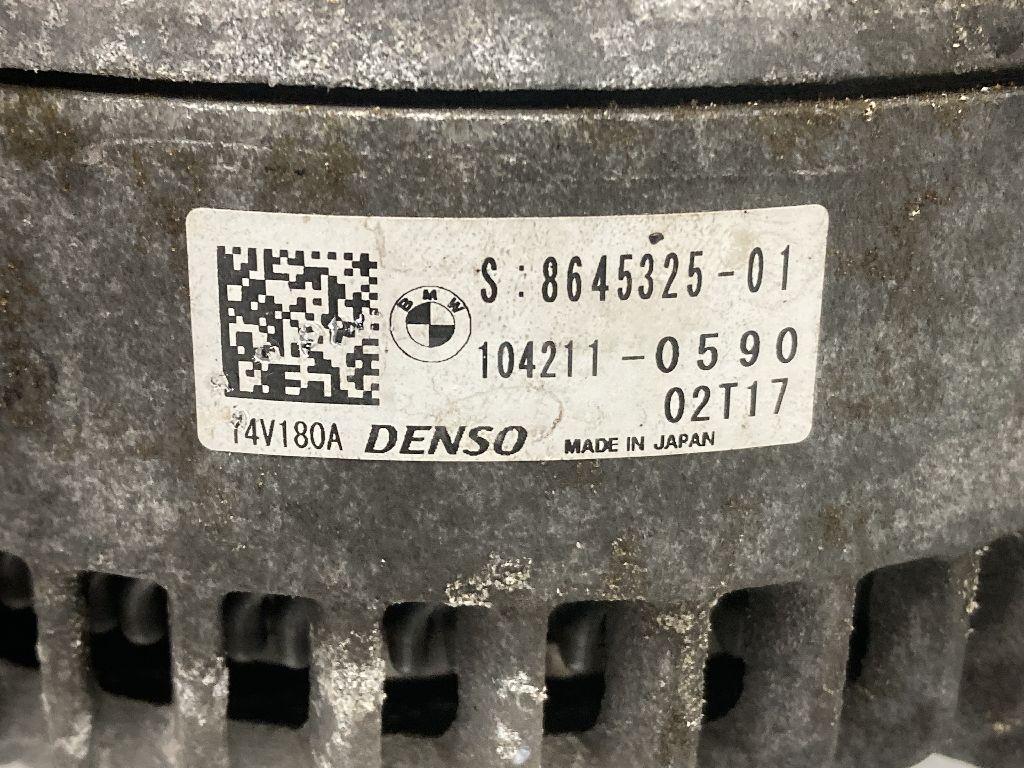 BMW
S:8645325-01
104211-0590
02T17
14V180A DENSO MADE IN JAPAN